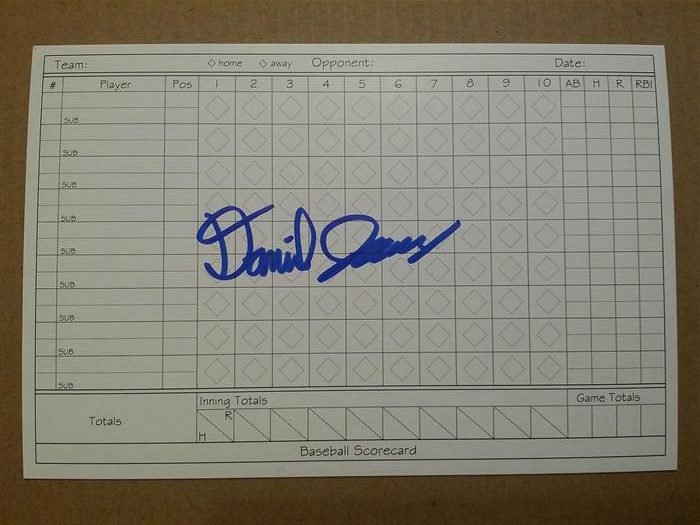 Team: home away Opponent: Date:
# Player Pos 1 2 3 4 5 6 7 8 9 10 AB H R RBI
SUB
SUB
SUB
SUB
SUB
SUB
SUB
SUB
SUB
Daniel
Inning Totals Game Totals
Totals R
H
Baseball Scorecard